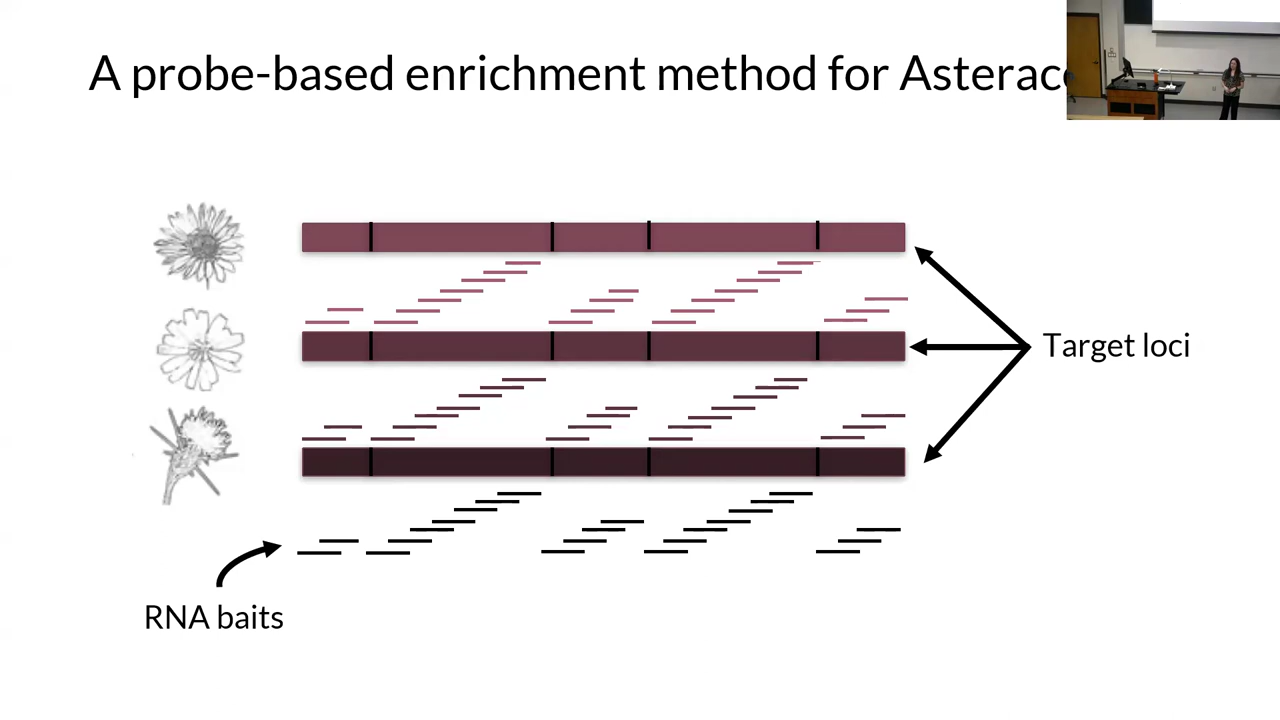 A probe-based enrichment method for Asterac
Target loci
RNA baits